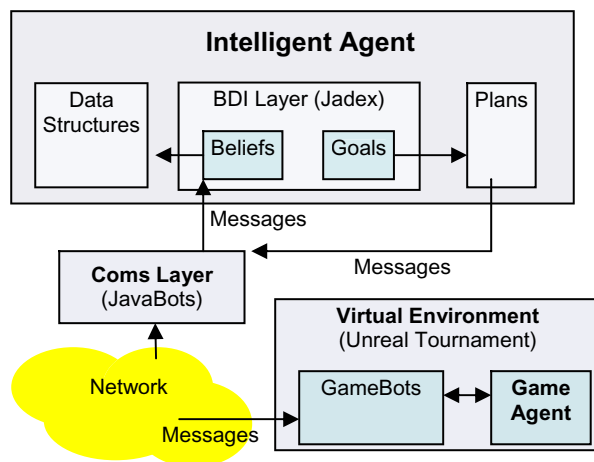 Intelligent Agent
Data
Structures
BDI Layer (Jadex)
Beliefs
Goals
Plans
Messages
Messages
Coms Layer
(JavaBots)
Network
Messages
Virtual Environment
(Unreal Tournament)
GameBots
Game
Agent